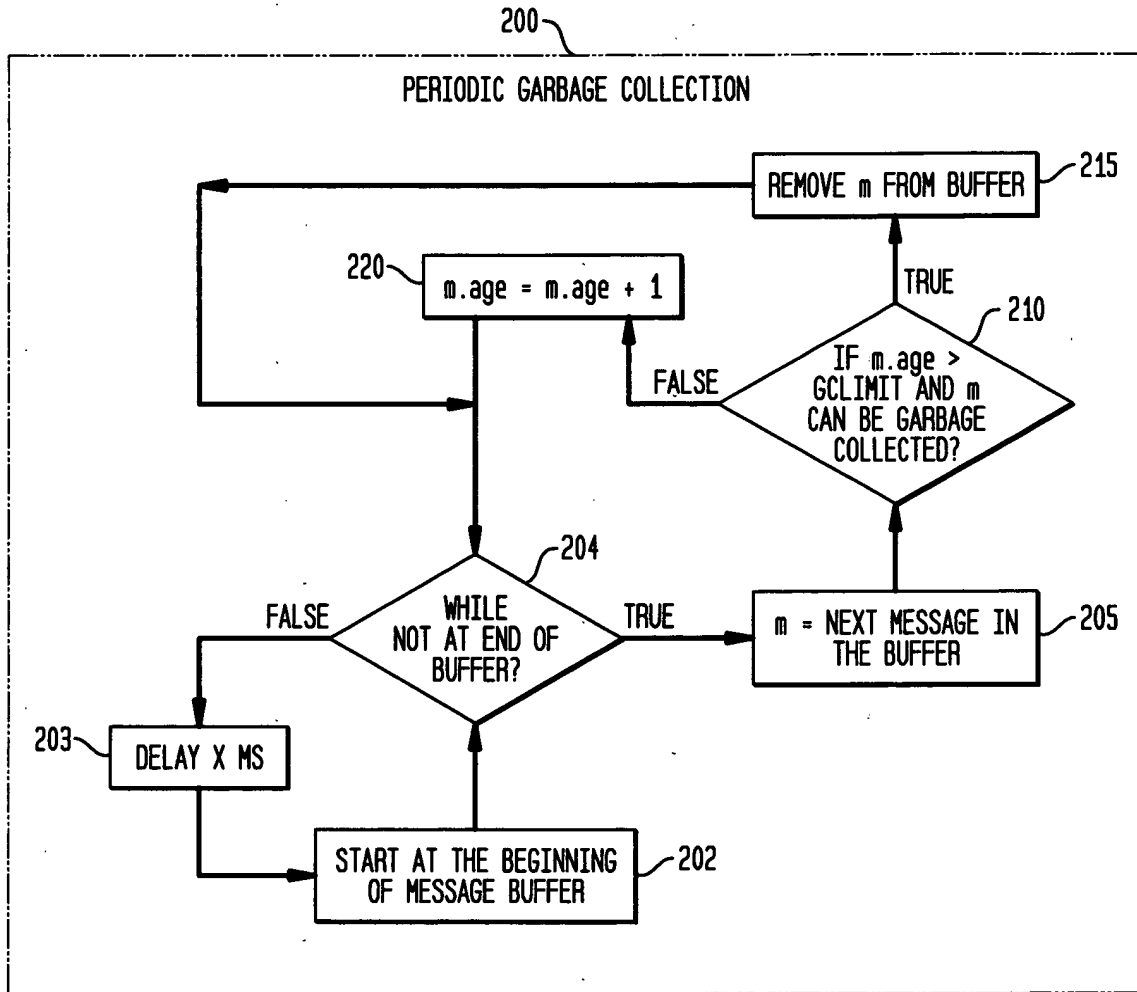 200
PERIODIC GARBAGE COLLECTION
REMOVE m FROM BUFFER
215
220
m.age = m.age + 1
TRUE
210
IF m.age >
GCLIMIT AND m
CAN BE GARBAGE
COLLECTED?
FALSE
204
WHILE
NOT AT END OF
BUFFER?
FALSE
TRUE
m = NEXT MESSAGE IN
THE BUFFER
205
203
DELAY X MS
START AT THE BEGINNING
OF MESSAGE BUFFER
202